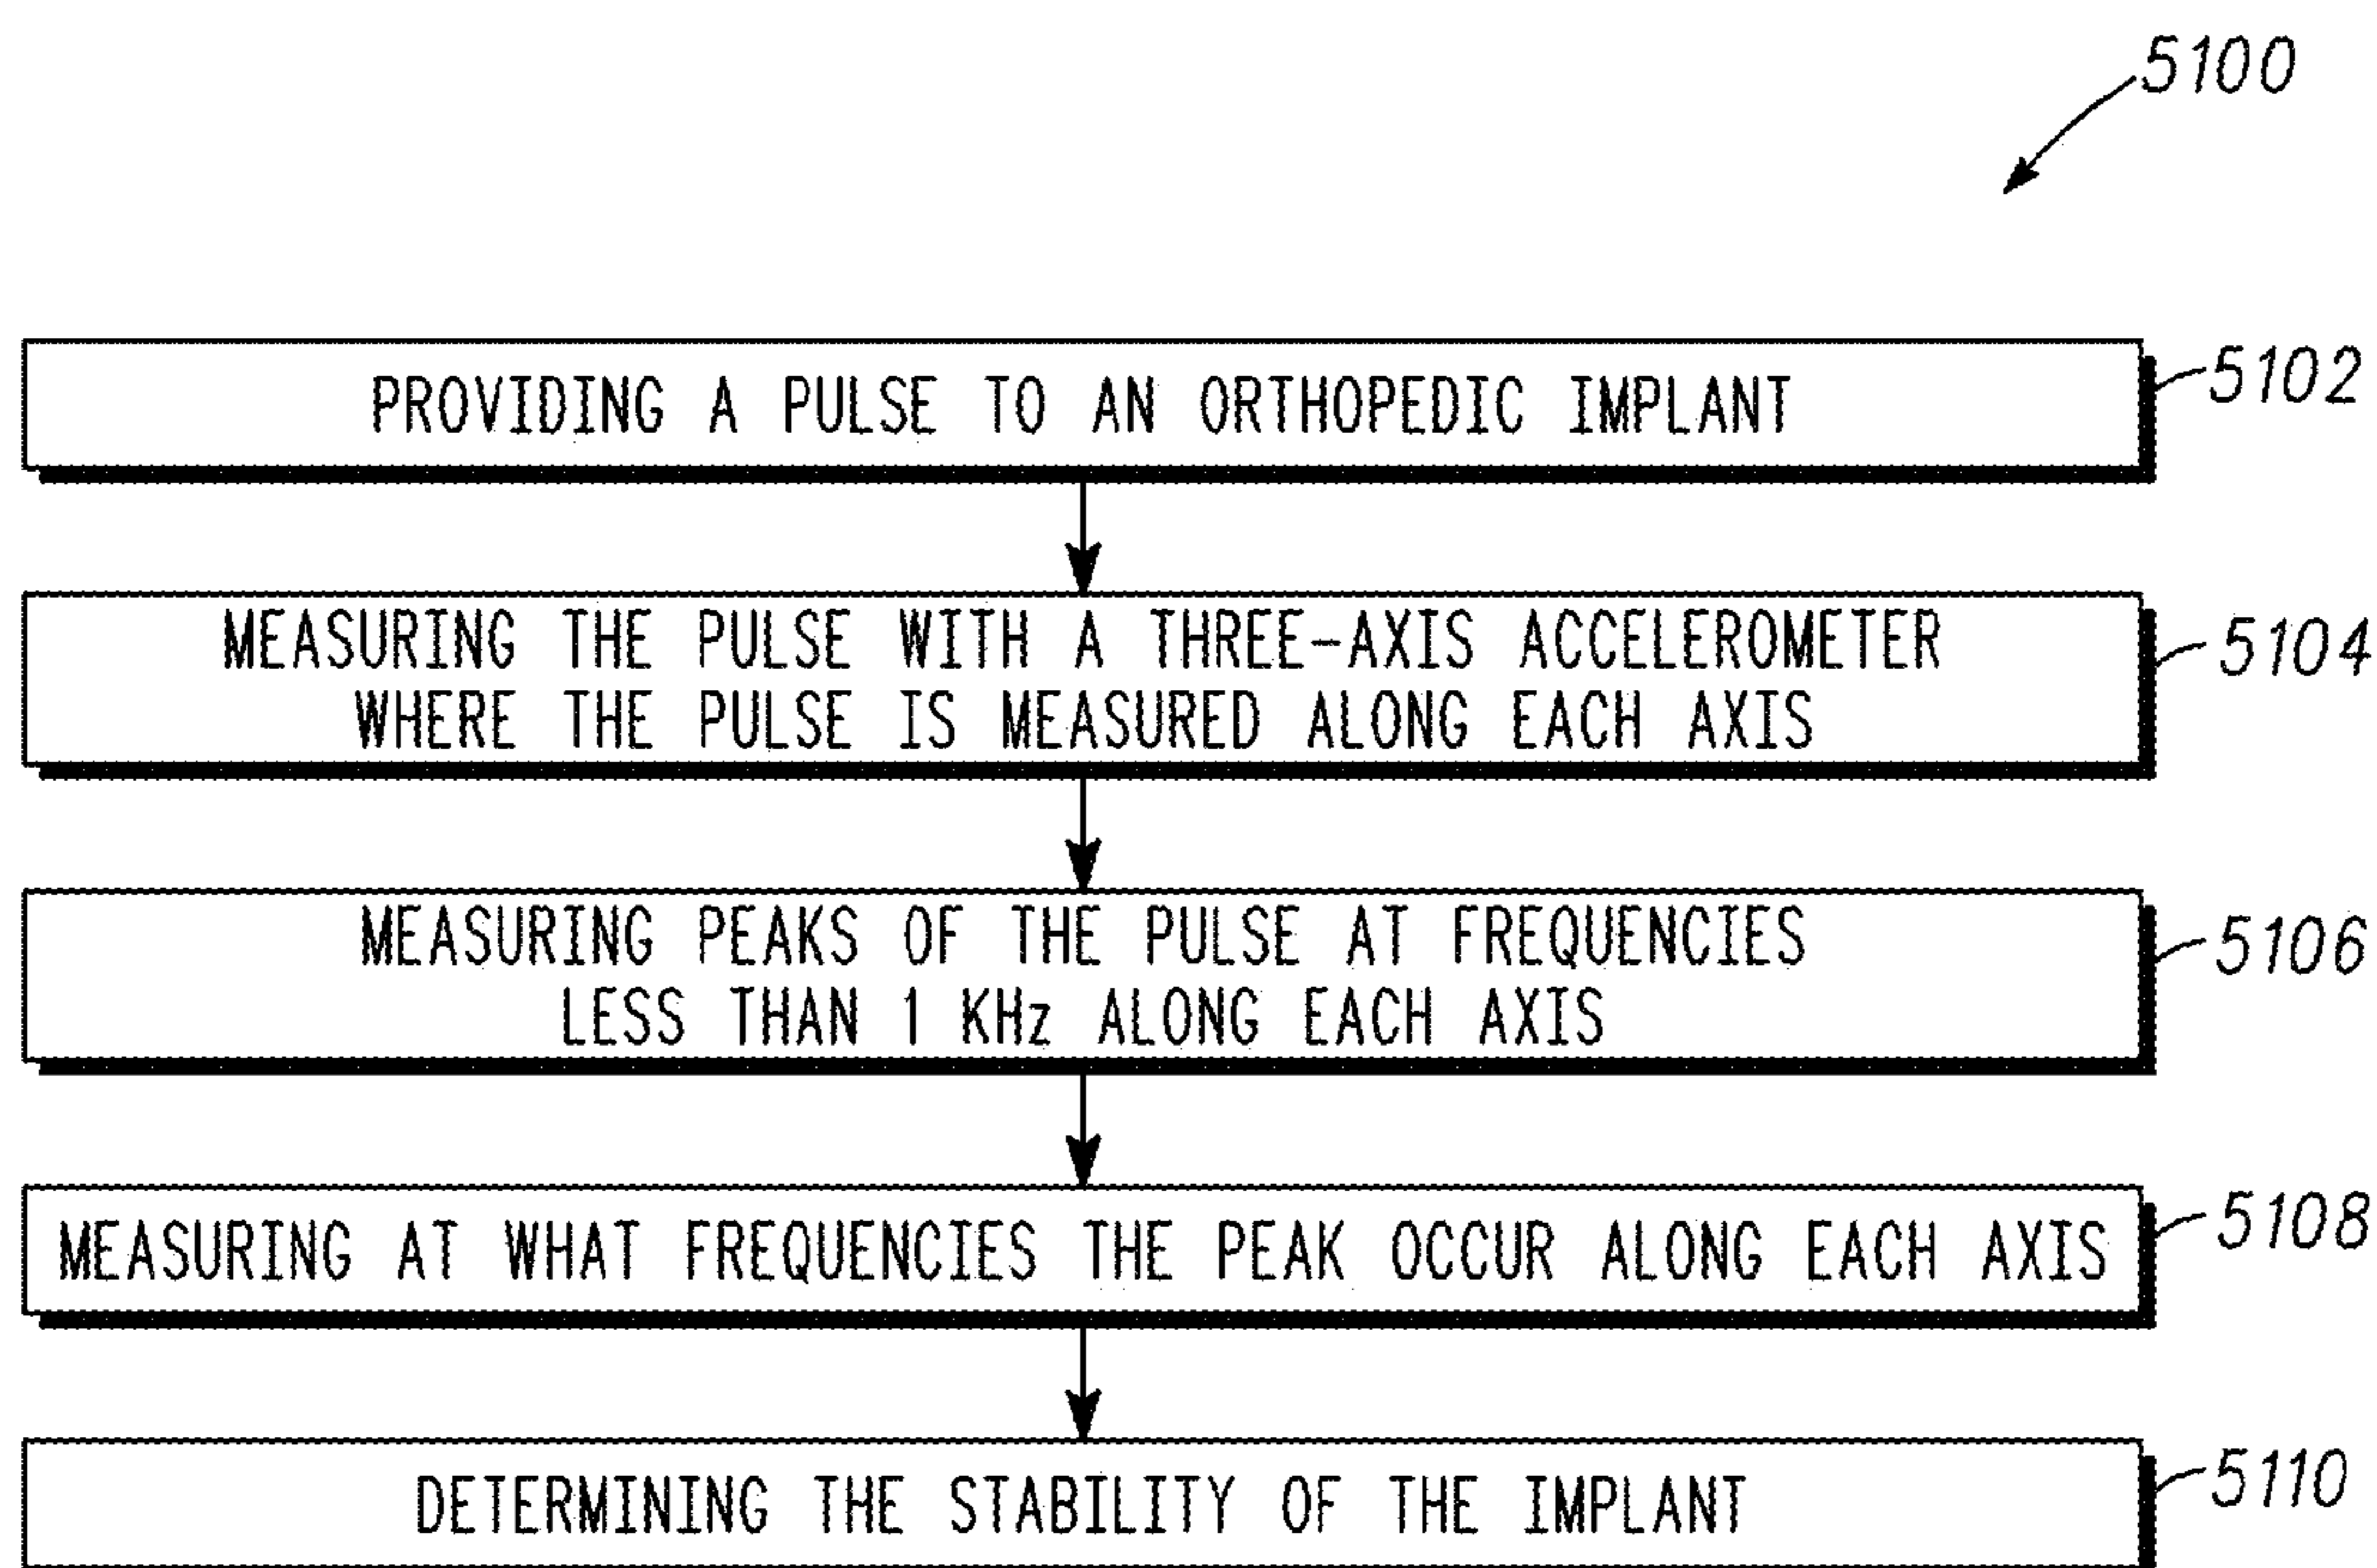 5100
PROVIDING A PULSE TO AN ORTHOPEDIC IMPLANT
5102
MEASURING THE PULSE WITH A THREE-AXIS ACCELEROMETER
WHERE THE PULSE IS MEASURED ALONG EACH AXIS
5104
MEASURING PEAKS OF THE PULSE AT FREQUENCIES
LESS THAN 1 KHz ALONG EACH AXIS
5106
MEASURING AT WHAT FREQUENCIES THE PEAK OCCUR ALONG EACH AXIS
5108
DETERMINING THE STABILITY OF THE IMPLANT
5110